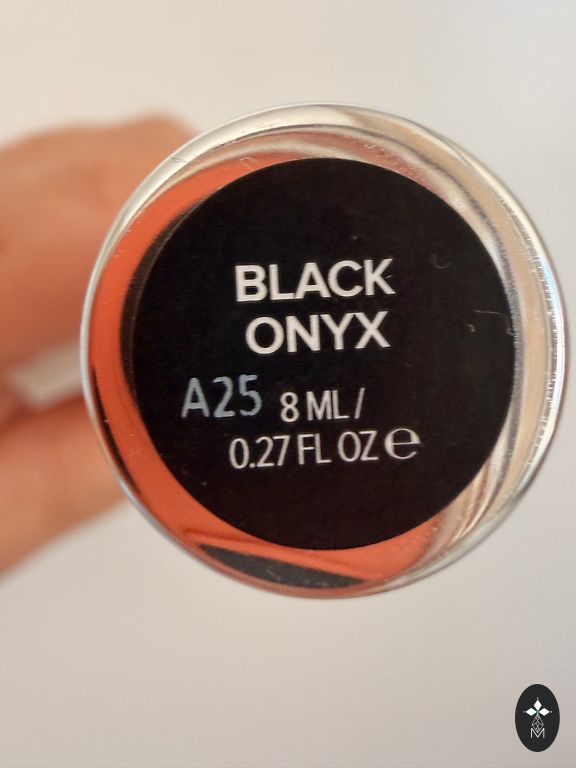 BLACK
ONYX
A25 8 ML/
0.27 FL OZ ℮
M